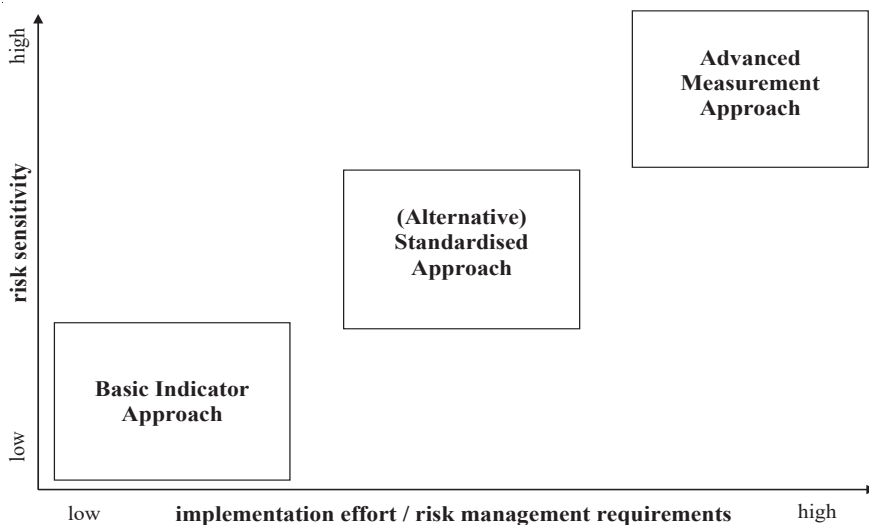 high
Advanced
Measurement
Approach
risk sensitivity
(Alternative)
Standardised
Approach
Basic Indicator
Approach
low
low
implementation effort / risk management requirements
high